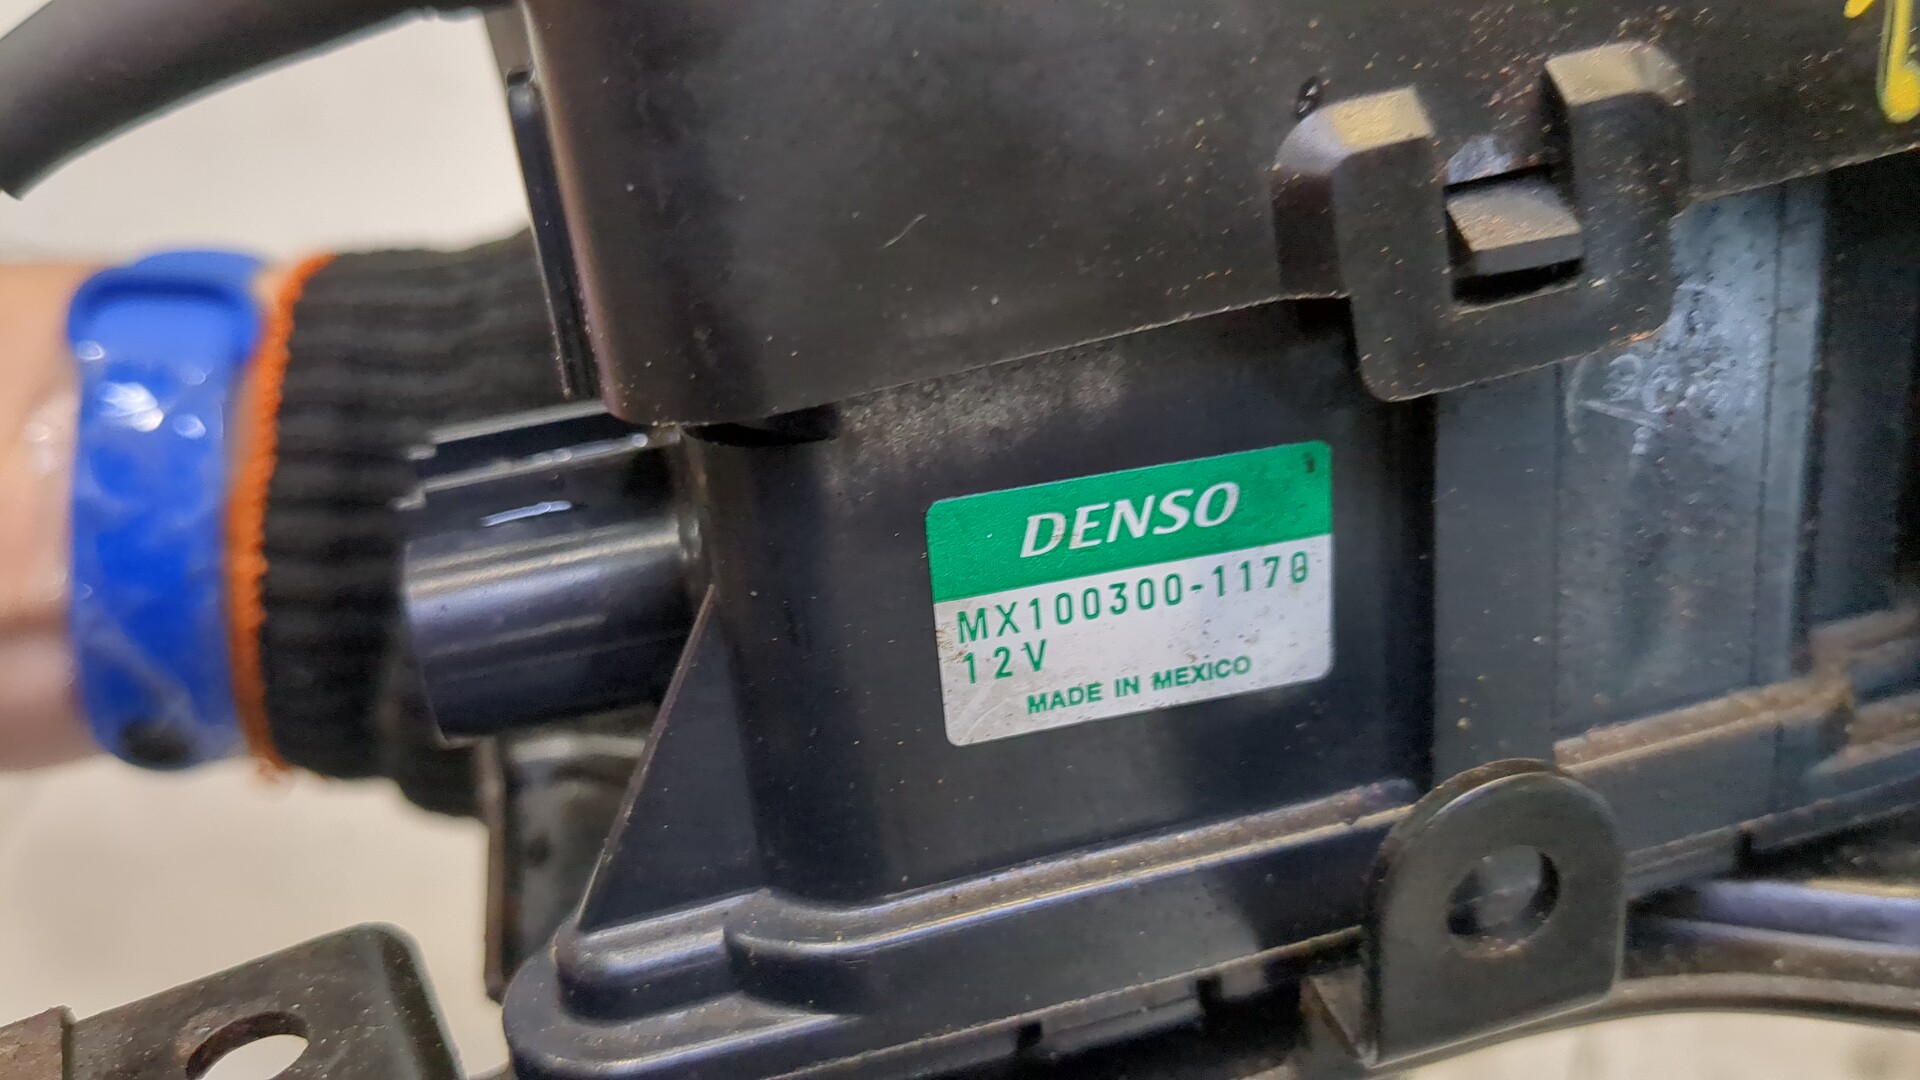 DENSO
MX100300-1170
12V
MADE IN MEXICO